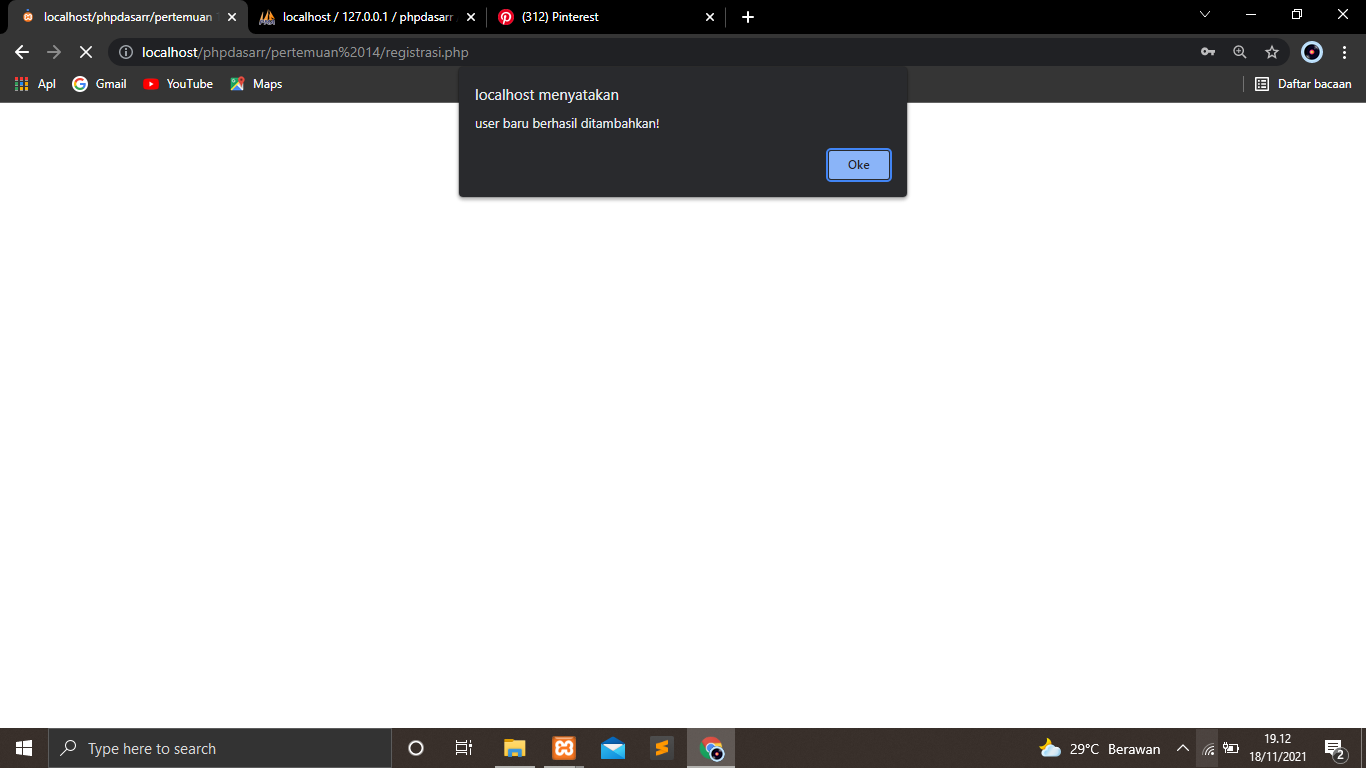 localhost/phpdasarr/pertemuan
localhost / 127.0.0.1 / phpdasarr
(312) Pinterest
localhost/phpdasarr/pertemuan%2014/registrasi.php
Apl
Gmail
YouTube
Maps
Daftar bacaan
localhost menyatakan
user baru berhasil ditambahkan!
Oke
Type here to search
29°C Berawan
19.12
18/11/2021
2